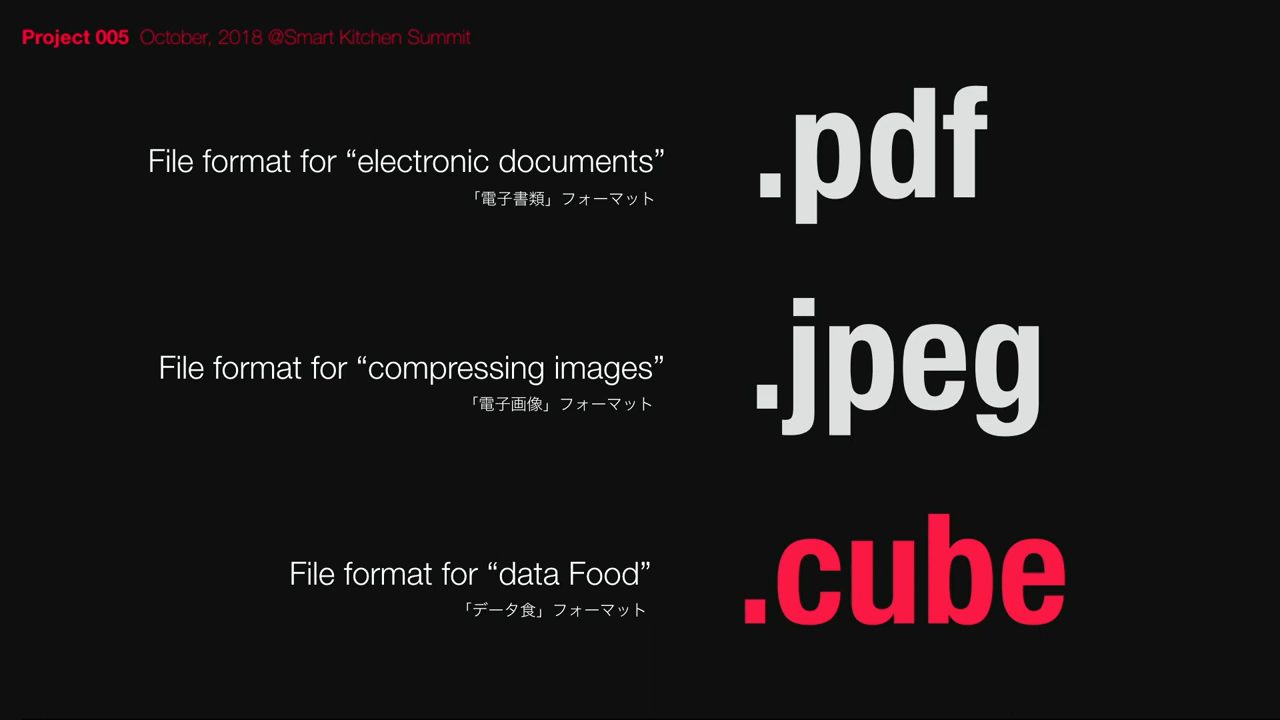 Project 005 October, 2018 @Smart Kitchen Summit
File format for “electronic documents”
「電子書類」フォーマット
.pdf
File format for “compressing images”
「電子画像」フォーマット
.jpeg
File format for “data Food”
「データ食」フォーマット
.cube